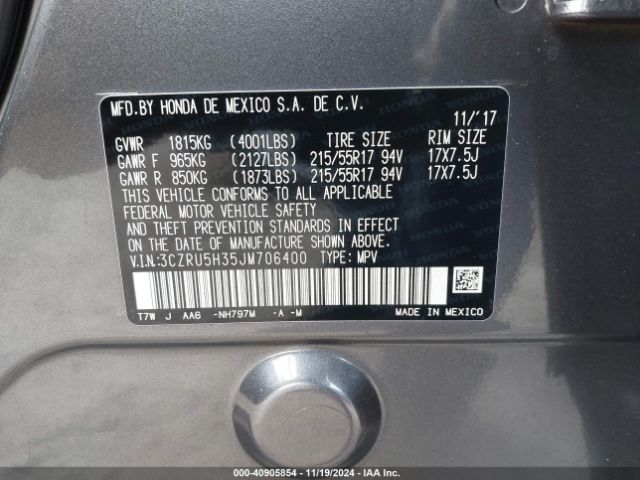 MFD.BY HONDA DE MEXICO S.A. DE C.V.
11/'17
GVWR 1815KG (4001LBS) TIRE SIZE RIM SIZE
GAWR F 965KG (2127LBS) 215/55R17 94V 17X7.5J
GAWR R 850KG (1873LBS) 215/55R17 94V 17X7.5J
THIS VEHICLE CONFORMS TO ALL APPLICABLE
FEDERAL MOTOR VEHICLE SAFETY
AND THEFT PREVENTION STANDARDS IN EFFECT
ON THE DATE OF MANUFACTURE SHOWN ABOVE.
V.I.N.:3CZRU5H35JM706400 TYPE: MPV
T7W J AA6 -NH797M -A -M MADE IN MEXICO
000-40905854 - 11/19/2024 - IAA Inc.